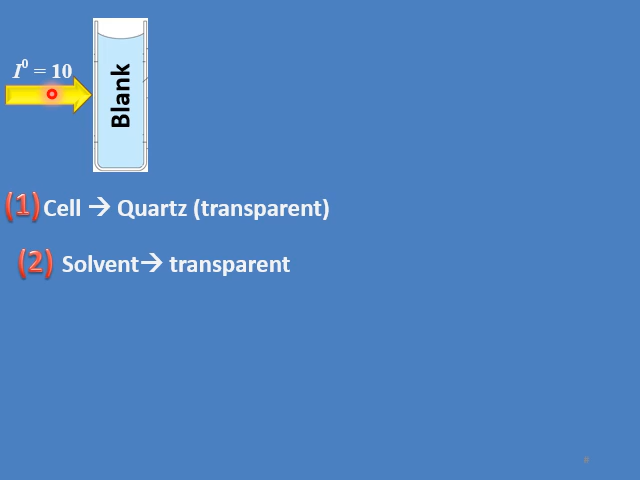 I⁰ = 10
Blank
(1) Cell → Quartz (transparent)
(2) Solvent→ transparent